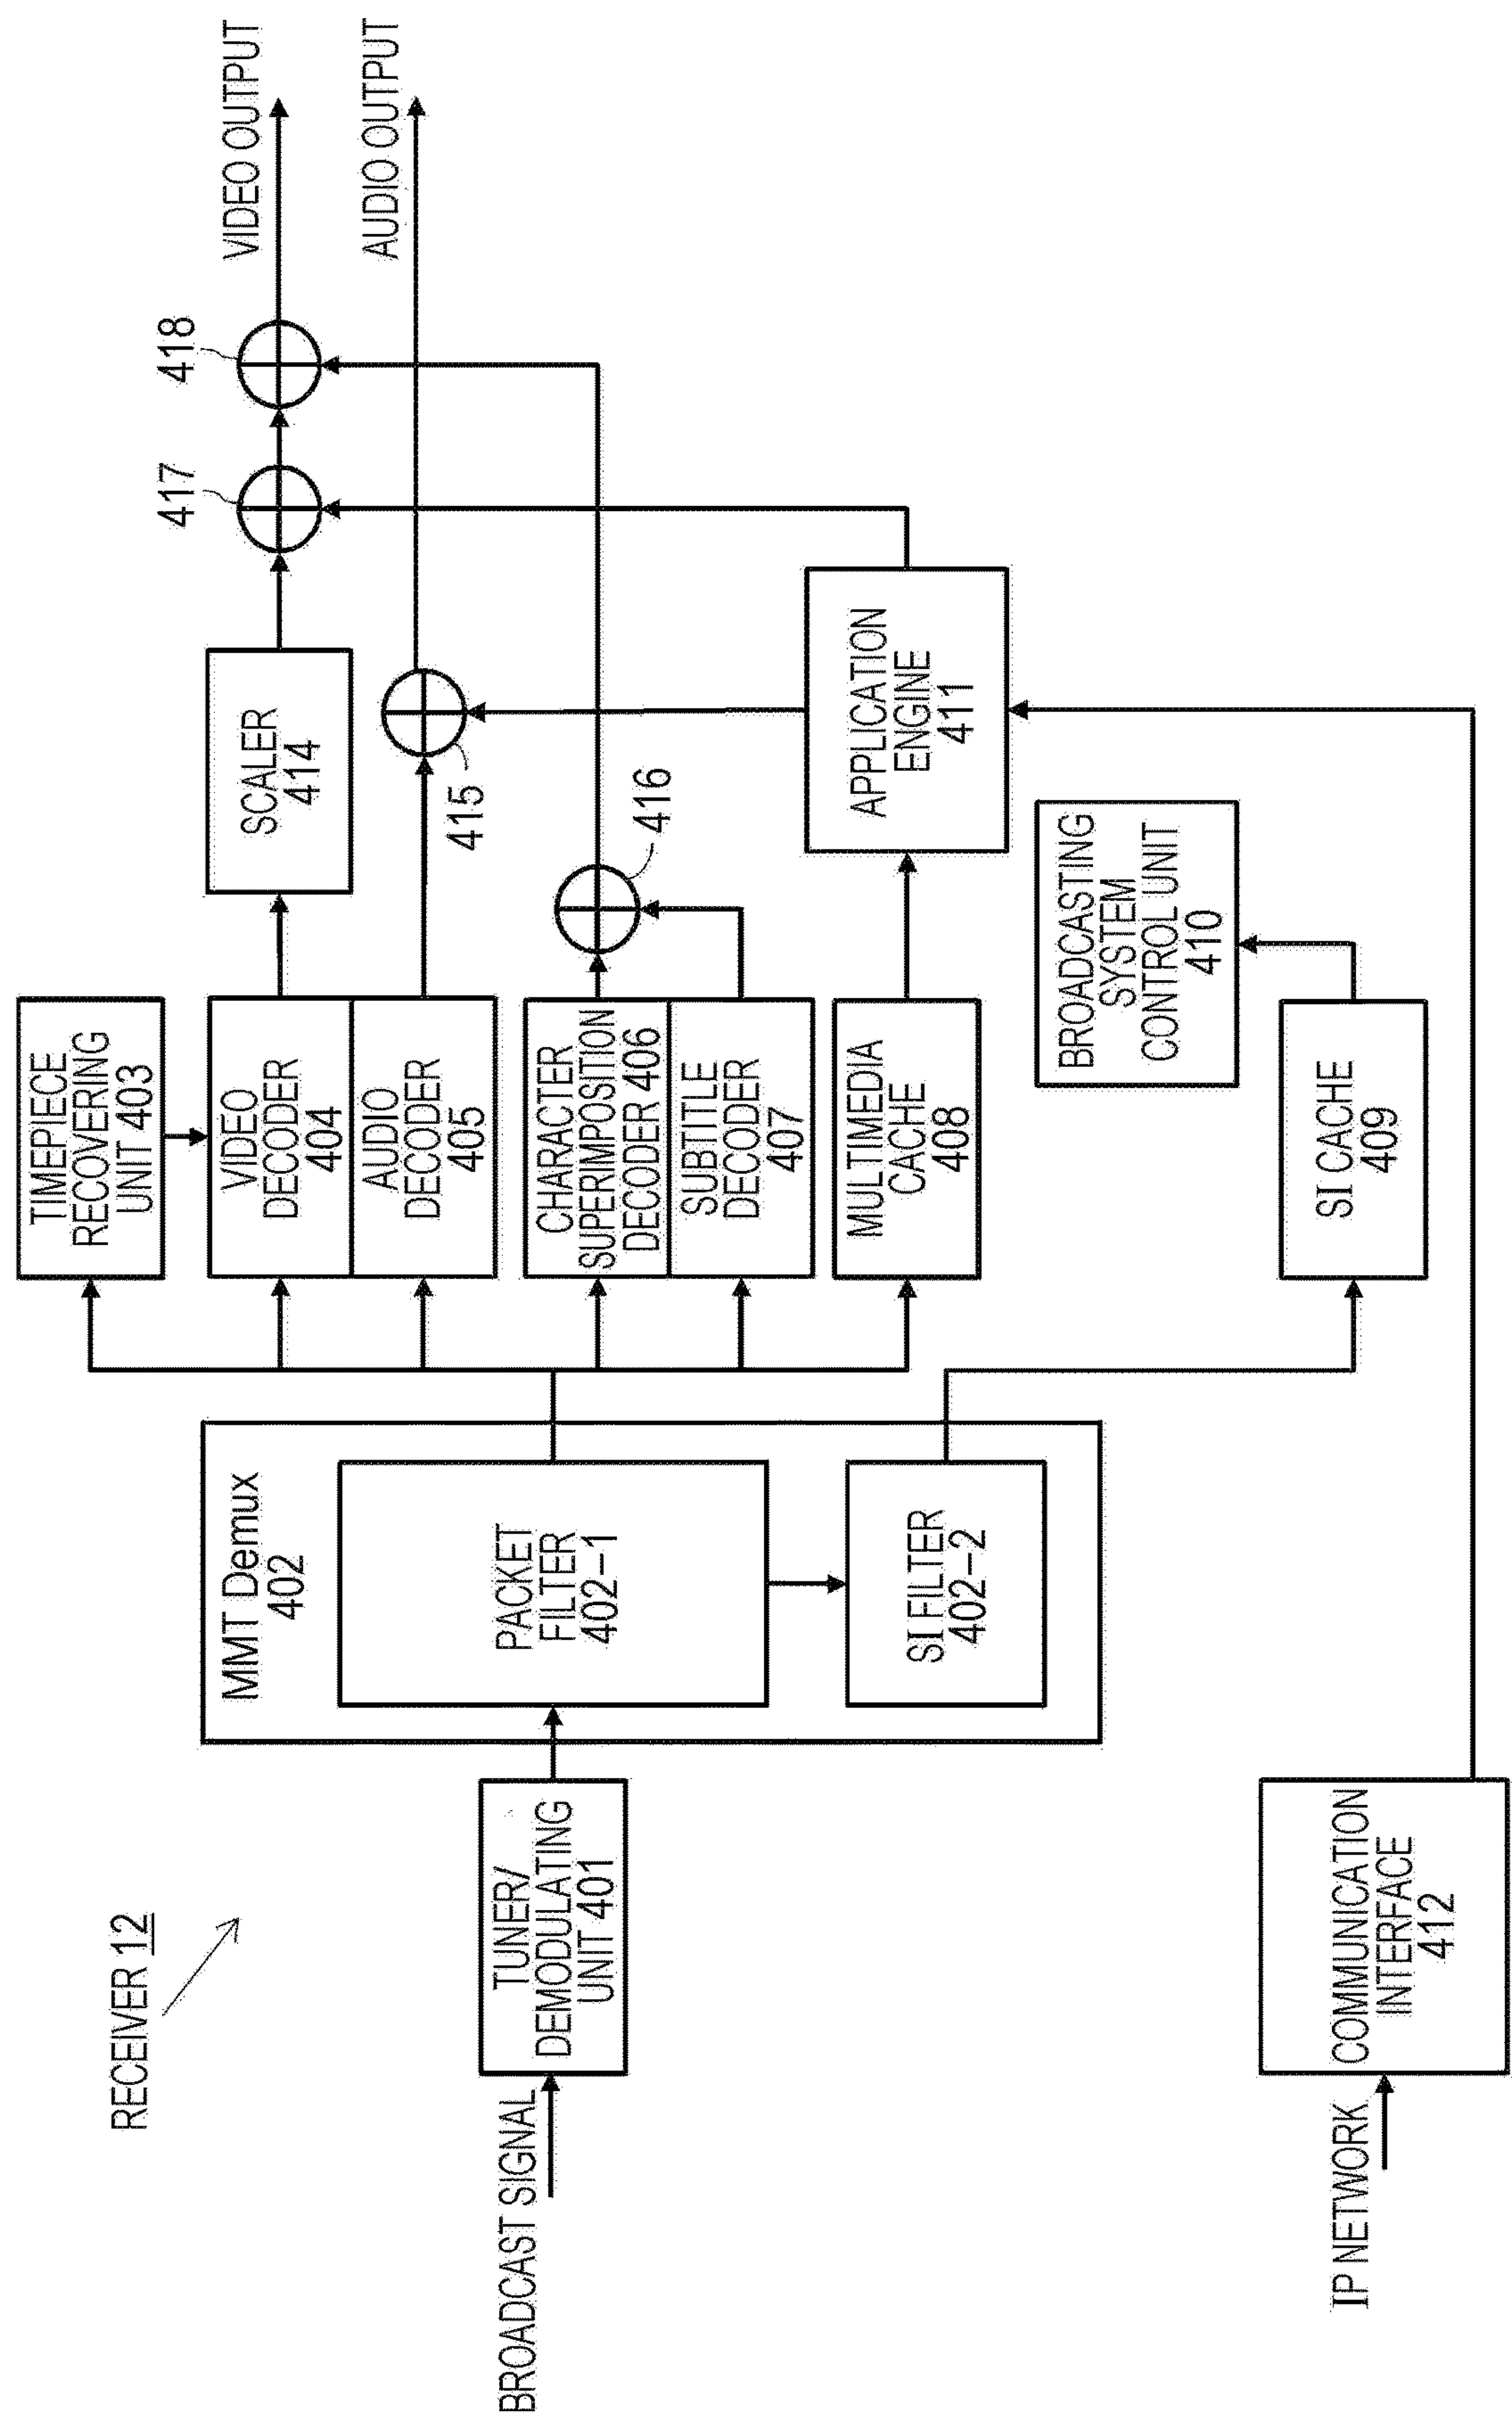 RECEIVER 12
BROADCAST SIGNAL
TUNER/
DEMODULATING
UNIT 401
MMT Demux
402
PACKET
FILTER
402-1
SI FILTER
402-2
TIMEPIECE
RECOVERING
UNIT 403
VIDEO
DECODER
404
AUDIO
DECODER
405
CHARACTER
SUPERIMPOSITION
DECODER 406
SUBTITLE
DECODER
407
MULTIMEDIA
CACHE
408
SI CACHE
409
BROADCASTING
SYSTEM
CONTROL UNIT
410
APPLICATION
ENGINE
411
SCALER
414
415
416
417
418
VIDEO OUTPUT
AUDIO OUTPUT
IP NETWORK
COMMUNICATION
INTERFACE
412